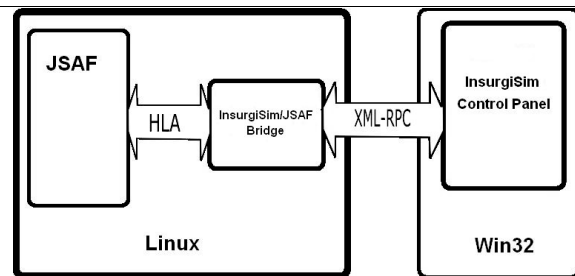 JSAF
HLA
InsurgiSim/JSAF
Bridge
XML-RPC
InsurgiSim
Control Panel
Linux
Win32